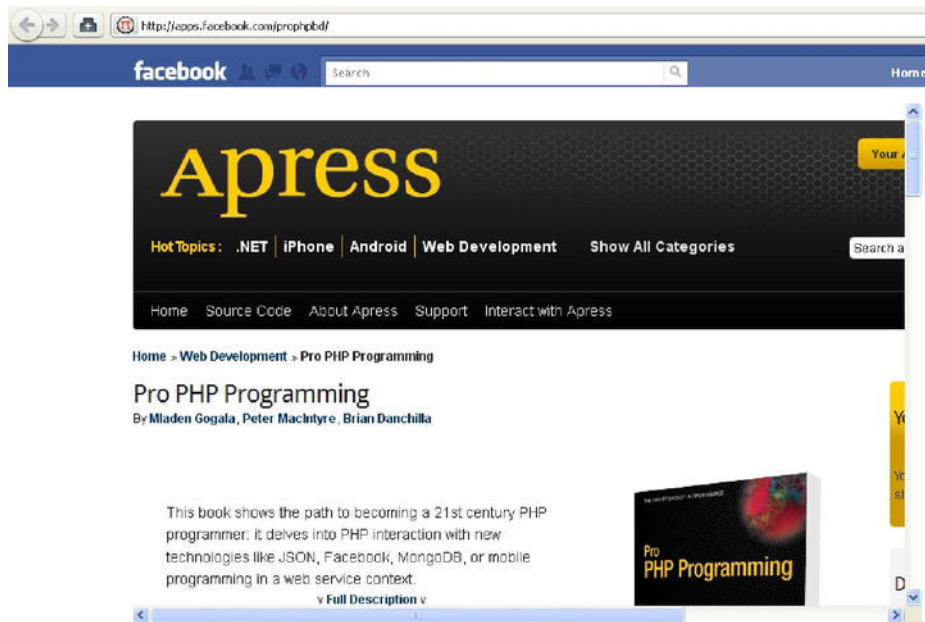 http://apps.facebook.com/prophpbd/
facebook Search Home
Apress
Your
Hot Topics: .NET iPhone Android Web Development Show All Categories
Search a
Home Source Code About Apress Support Interact with Apress
Home » Web Development » Pro PHP Programming
Pro PHP Programming
By Mladen Gogala, Peter MacIntyre, Brian Danchilla
This book shows the path to becoming a 21st century PHP
programmer: it delves into PHP interaction with new
technologies like JSON, Facebook, MongoDB, or mobile
programming in a web service context.
v Full Description v
Pro
PHP Programming